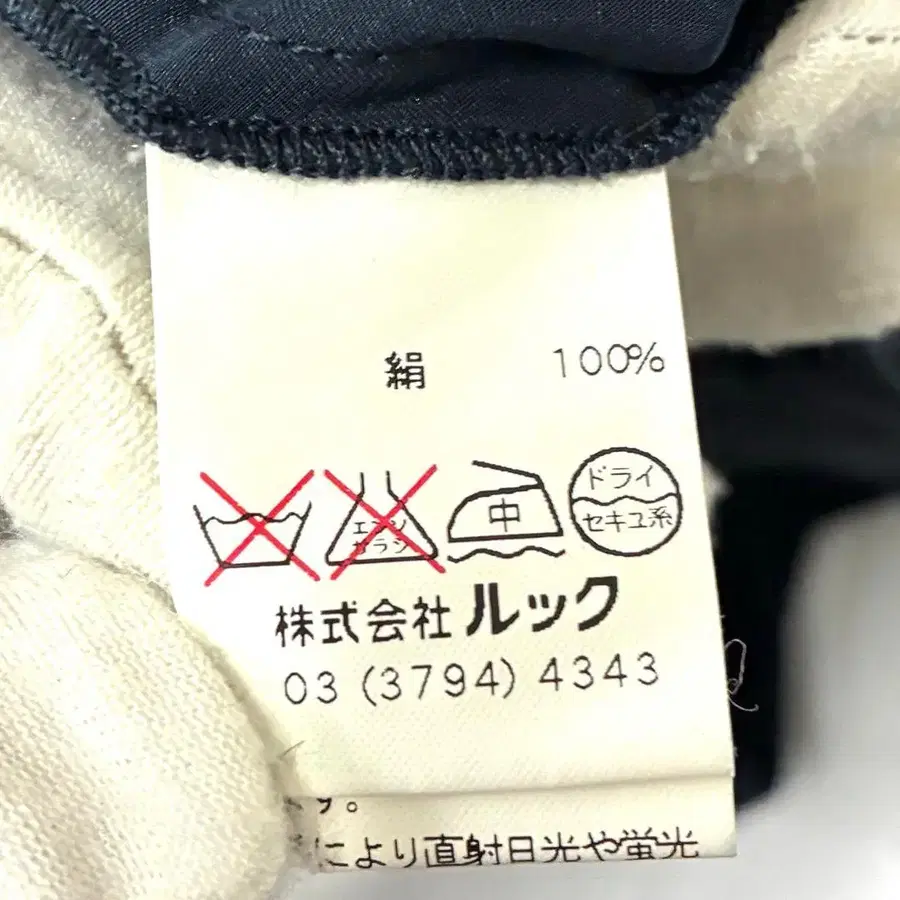 絹 100%
エンソ サラシ 中 ドライ セキユ系
株式会社 ルック
03 (3794) 4343
す。
により直射日光や蛍光